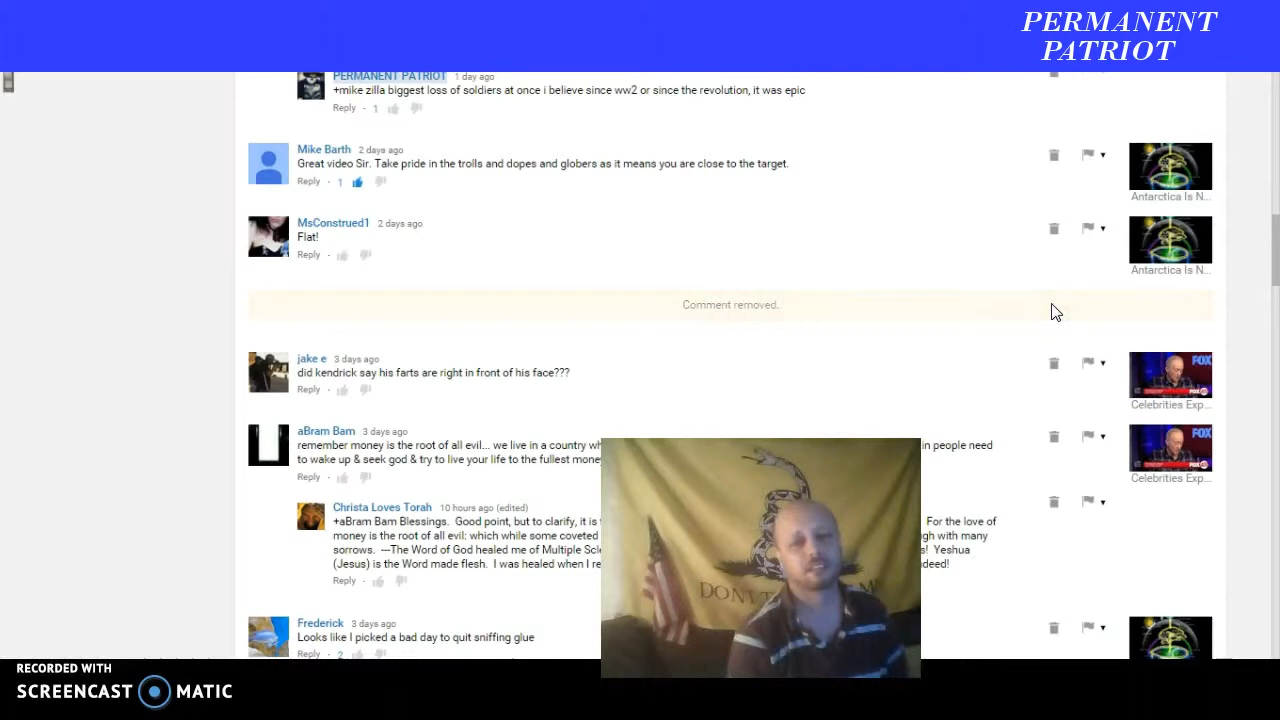 PERMANENT
PATRIOT
PERMANENT PATRIOT 1 day ago
+mike zilla biggest loss of soldiers at once i believe since ww2 or since the revolution, it was epic
Reply · 1
Mike Barth 2 days ago
Great video Sir. Take pride in the trolls and dopes and globers as it means you are close to the target.
Reply · 1
Antarctica Is N...
MsConstrued1 2 days ago
Flat!
Reply ·
Antarctica Is N...
Comment removed.
jake e 3 days ago
did kendrick say his farts are right in front of his face???
Reply ·
FOX
Celebrities Exp...
aBram Bam 3 days ago
remember money is the root of all evil... we live in a country in people need
to wake up & seek god & try to live your life to the fullest
Reply ·
FOX
Celebrities Exp...
Christa Loves Torah 10 hours ago (edited)
+aBram Bam Blessings. Good point, but to clarify, it is For the love of
money is the root of all evil: which while some coveted with many
sorrows. ---The Word of God healed me of Multiple Yeshua
(Jesus) is the Word made flesh. I was healed when I
Reply ·
DON'T
Frederick 3 days ago
Looks like I picked a bad day to quit sniffing glue
Reply · 2
RECORDED WITH
SCREENCAST MATIC